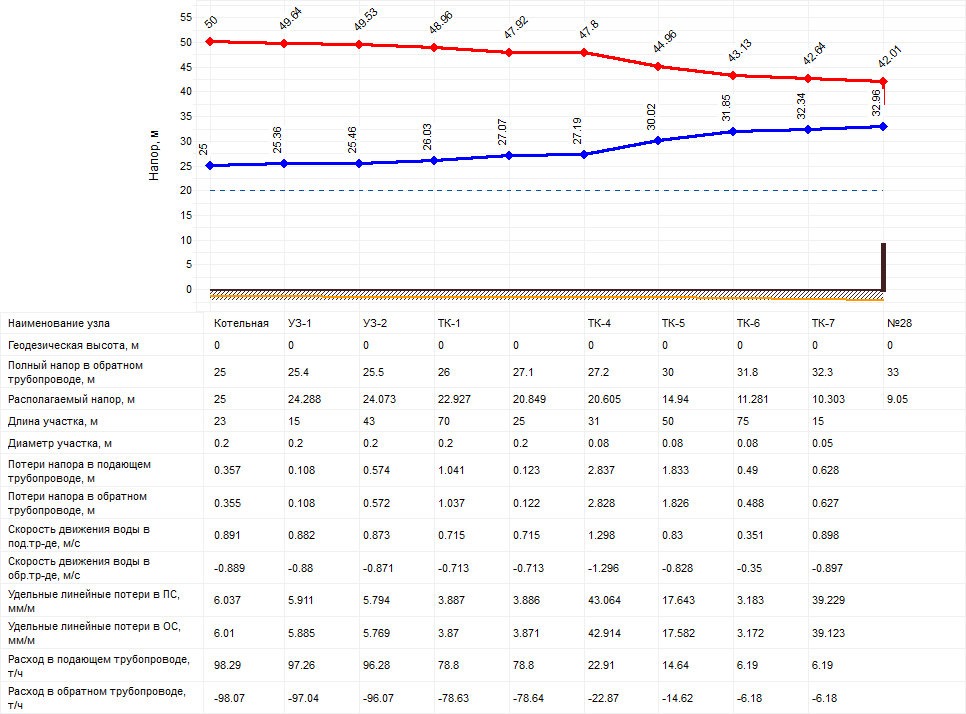 55
50
45
40
35
30
25
20
15
10
5
0
Напор, м
50 49.64 49.53 48.96 47.92 47.8 44.96 43.13 42.64 42.01
25 25.36 25.46 26.03 27.07 27.19 30.02 31.85 32.34 32.96
Наименование узла Котельная УЗ-1 УЗ-2 ТК-1 ТК-4 ТК-5 ТК-6 ТК-7 №28
Геодезическая высота, м 0 0 0 0 0 0 0 0 0 0
Полный напор в обратном
трубопроводе, м 25 25.4 25.5 26 27.1 27.2 30 31.8 32.3 33
Располагаемый напор, м 25 24.288 24.073 22.927 20.849 20.605 14.94 11.281 10.303 9.05
Длина участка, м 23 15 43 70 25 31 50 75 15
Диаметр участка, м 0.2 0.2 0.2 0.2 0.2 0.08 0.08 0.08 0.05
Потери напора в подающем
трубопроводе, м 0.357 0.108 0.574 1.041 0.123 2.837 1.833 0.49 0.628
Потери напора в обратном
трубопроводе, м 0.355 0.108 0.572 1.037 0.122 2.828 1.826 0.488 0.627
Скорость движения воды в
под.тр-де, м/с 0.891 0.882 0.873 0.715 0.715 1.298 0.83 0.351 0.898
Скорость движения воды в
обр.тр-де, м/с -0.889 -0.88 -0.871 -0.713 -0.713 -1.296 -0.828 -0.35 -0.897
Удельные линейные потери в ПС,
мм/м 6.037 5.911 5.794 3.887 3.886 43.064 17.643 3.183 39.229
Удельные линейные потери в ОС,
мм/м 6.01 5.885 5.769 3.87 3.871 42.914 17.582 3.172 39.123
Расход в подающем трубопроводе,
т/ч 98.29 97.26 96.28 78.8 78.8 22.91 14.64 6.19 6.19
Расход в обратном трубопроводе,
т/ч -98.07 -97.04 -96.07 -78.63 -78.64 -22.87 -14.62 -6.18 -6.18